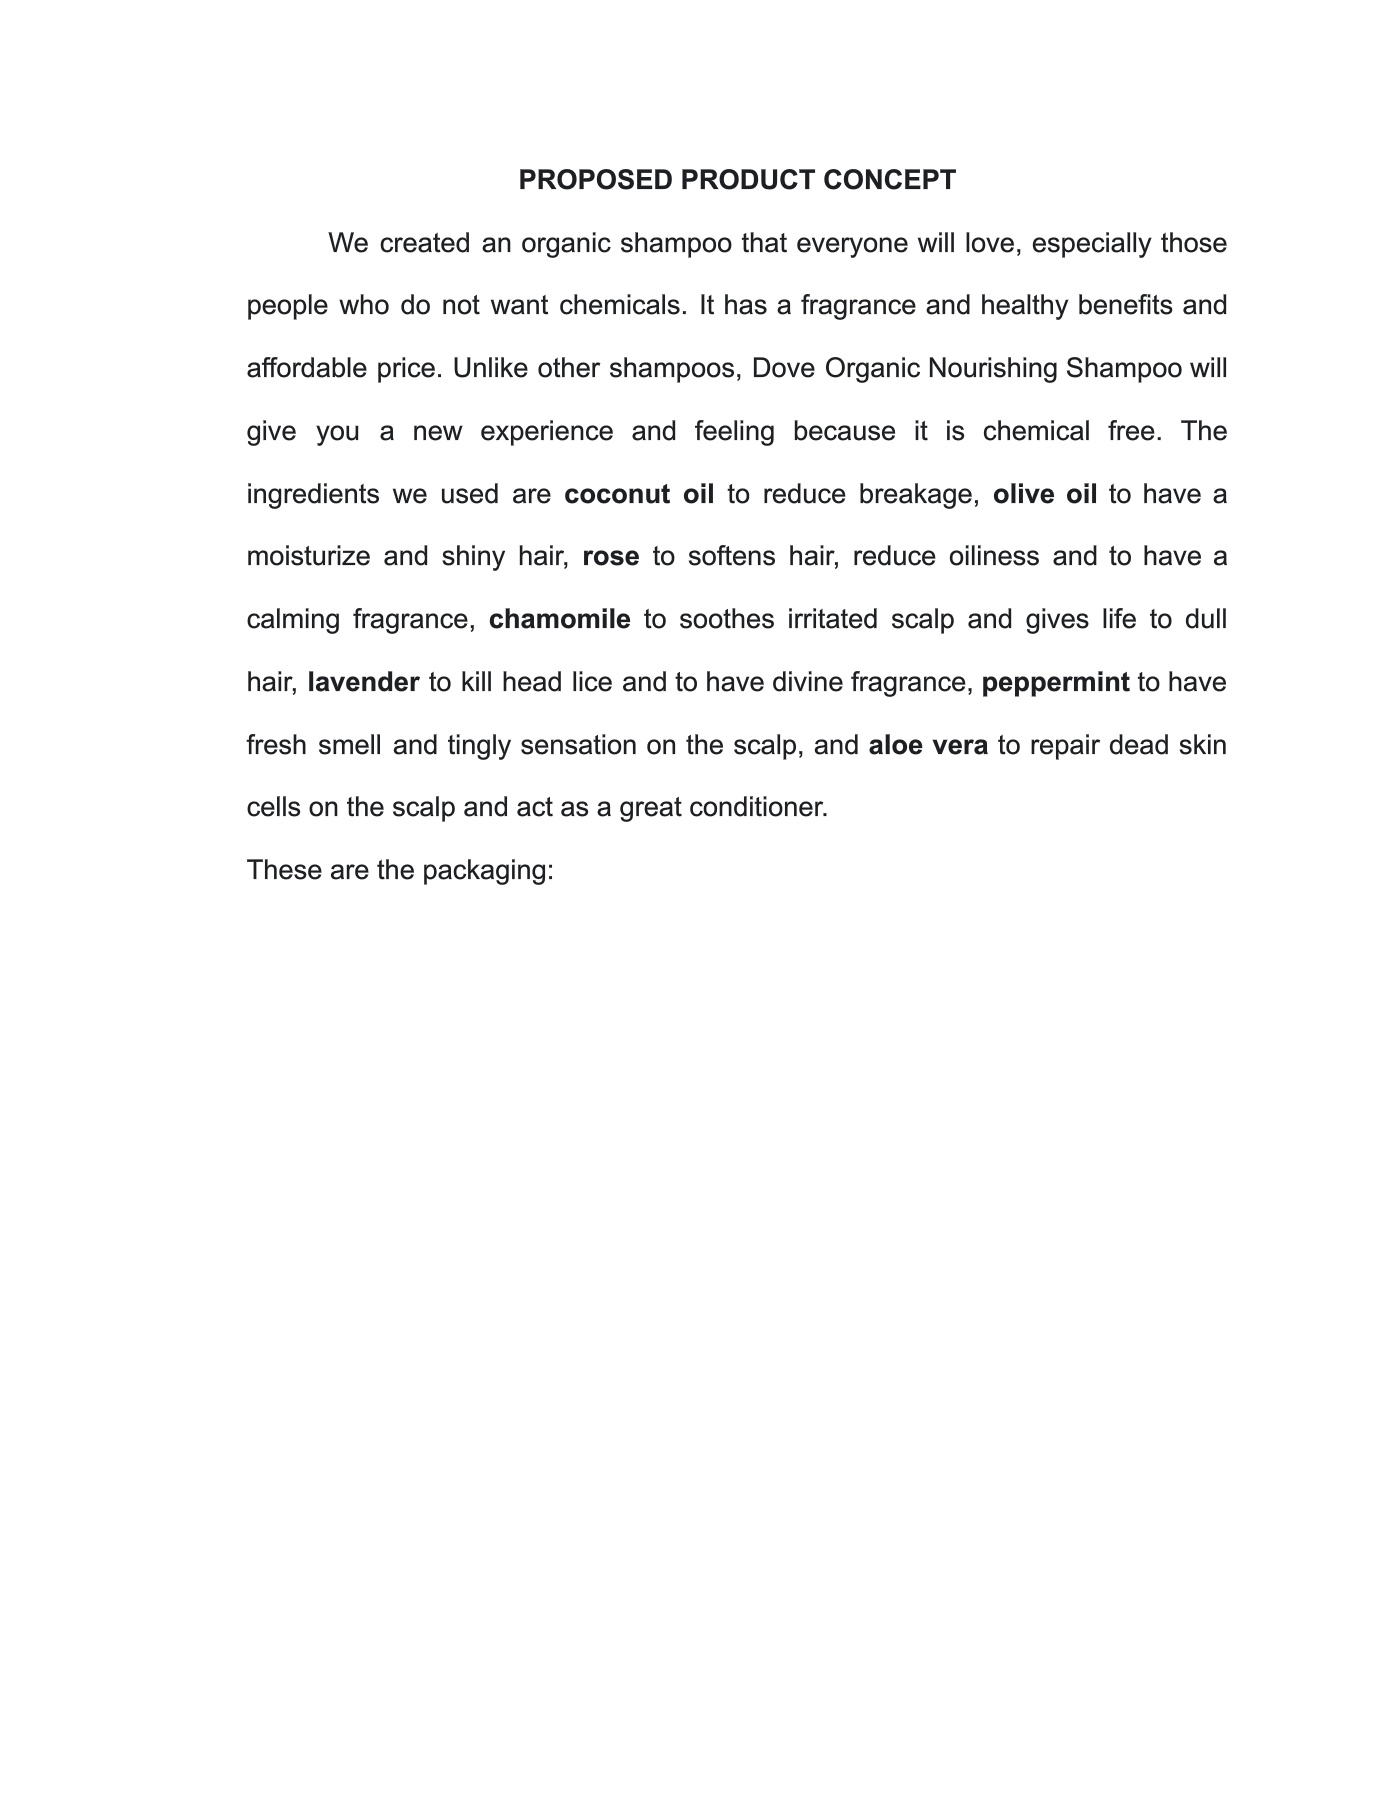 PROPOSED PRODUCT CONCEPT
We created an organic shampoo that everyone will love, especially those
people who do not want chemicals. It has a fragrance and healthy benefits and
affordable price. Unlike other shampoos, Dove Organic Nourishing Shampoo will
give you a new experience and feeling because it is chemical free. The
ingredients we used are coconut oil to reduce breakage, olive oil to have a
moisturize and shiny hair, rose to softens hair, reduce oiliness and to have a
calming fragrance, chamomile to soothes irritated scalp and gives life to dull
hair, lavender to kill head lice and to have divine fragrance, peppermint to have
fresh smell and tingly sensation on the scalp, and aloe vera to repair dead skin
cells on the scalp and act as a great conditioner.
These are the packaging: